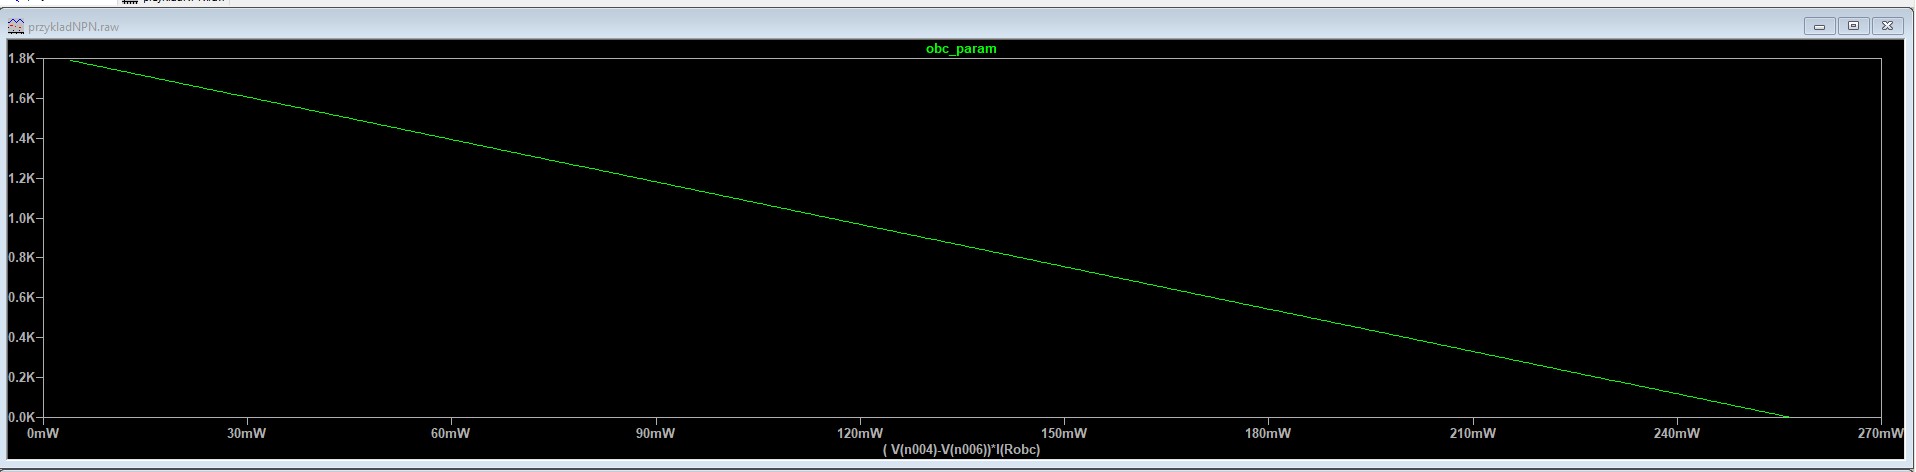 przykladNPN.raw
obc_param
1.8K
1.6K
1.4K
1.2K
1.0K
0.8K
0.6K
0.4K
0.2K
0.0K
0mW 30mW 60mW 90mW 120mW 150mW 180mW 210mW 240mW 270mW
( V(n004)-V(n006))*I(Robc)